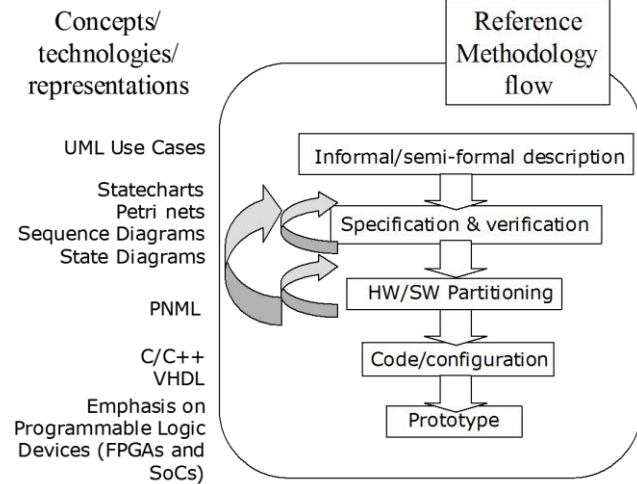 Concepts/
technologies/
representations
Reference
Methodology
flow
UML Use Cases
Informal/semi-formal description
Statecharts
Petri nets
Sequence Diagrams
State Diagrams
Specification & verification
PNML
HW/SW Partitioning
C/C++
VHDL
Code/configuration
Emphasis on
Programmable Logic
Devices (FPGAs and
SoCs)
Prototype